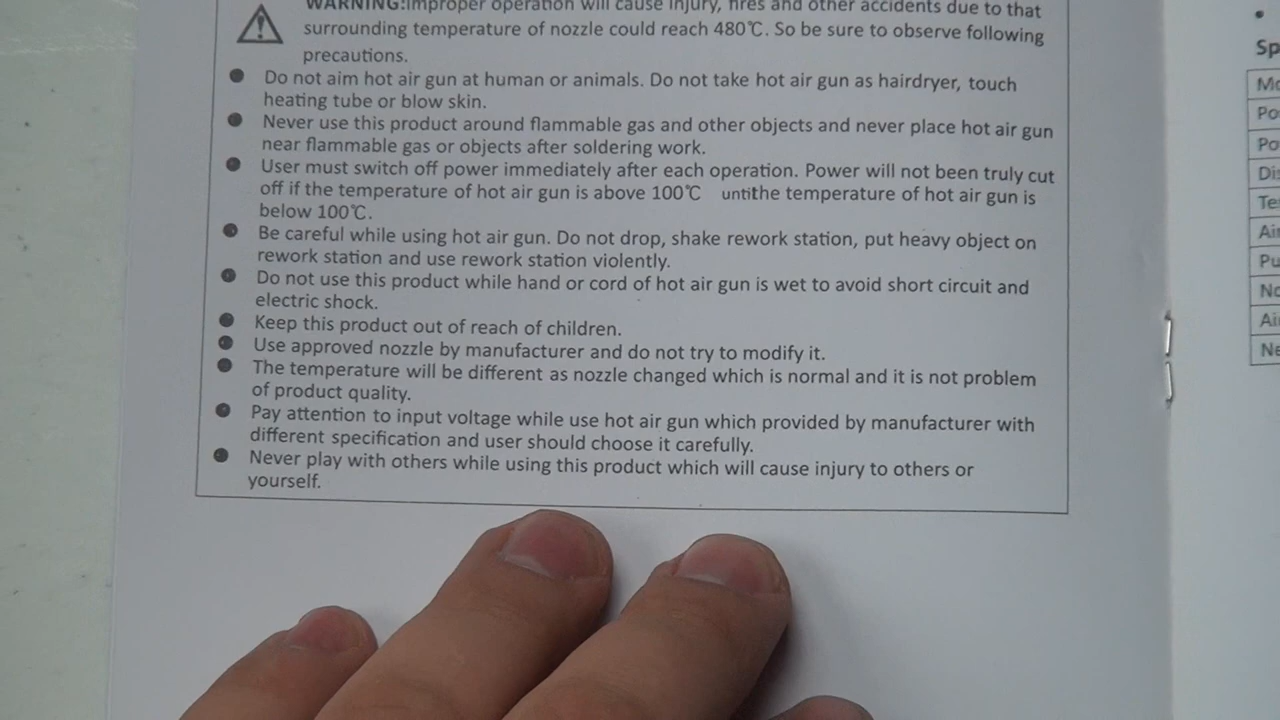 WARNING:Improper operation will cause injury, fires and other accidents due to that
surrounding temperature of nozzle could reach 480℃. So be sure to observe following
precautions.
● Do not aim hot air gun at human or animals. Do not take hot air gun as hairdryer, touch
heating tube or blow skin.
● Never use this product around flammable gas and other objects and never place hot air gun
near flammable gas or objects after soldering work.
● User must switch off power immediately after each operation. Power will not been truly cut
off if the temperature of hot air gun is above 100℃ untithe temperature of hot air gun is
below 100℃.
● Be careful while using hot air gun. Do not drop, shake rework station, put heavy object on
rework station and use rework station violently.
● Do not use this product while hand or cord of hot air gun is wet to avoid short circuit and
electric shock.
● Keep this product out of reach of children.
● Use approved nozzle by manufacturer and do not try to modify it.
● The temperature will be different as nozzle changed which is normal and it is not problem
of product quality.
● Pay attention to input voltage while use hot air gun which provided by manufacturer with
different specification and user should choose it carefully.
● Never play with others while using this product which will cause injury to others or
yourself.